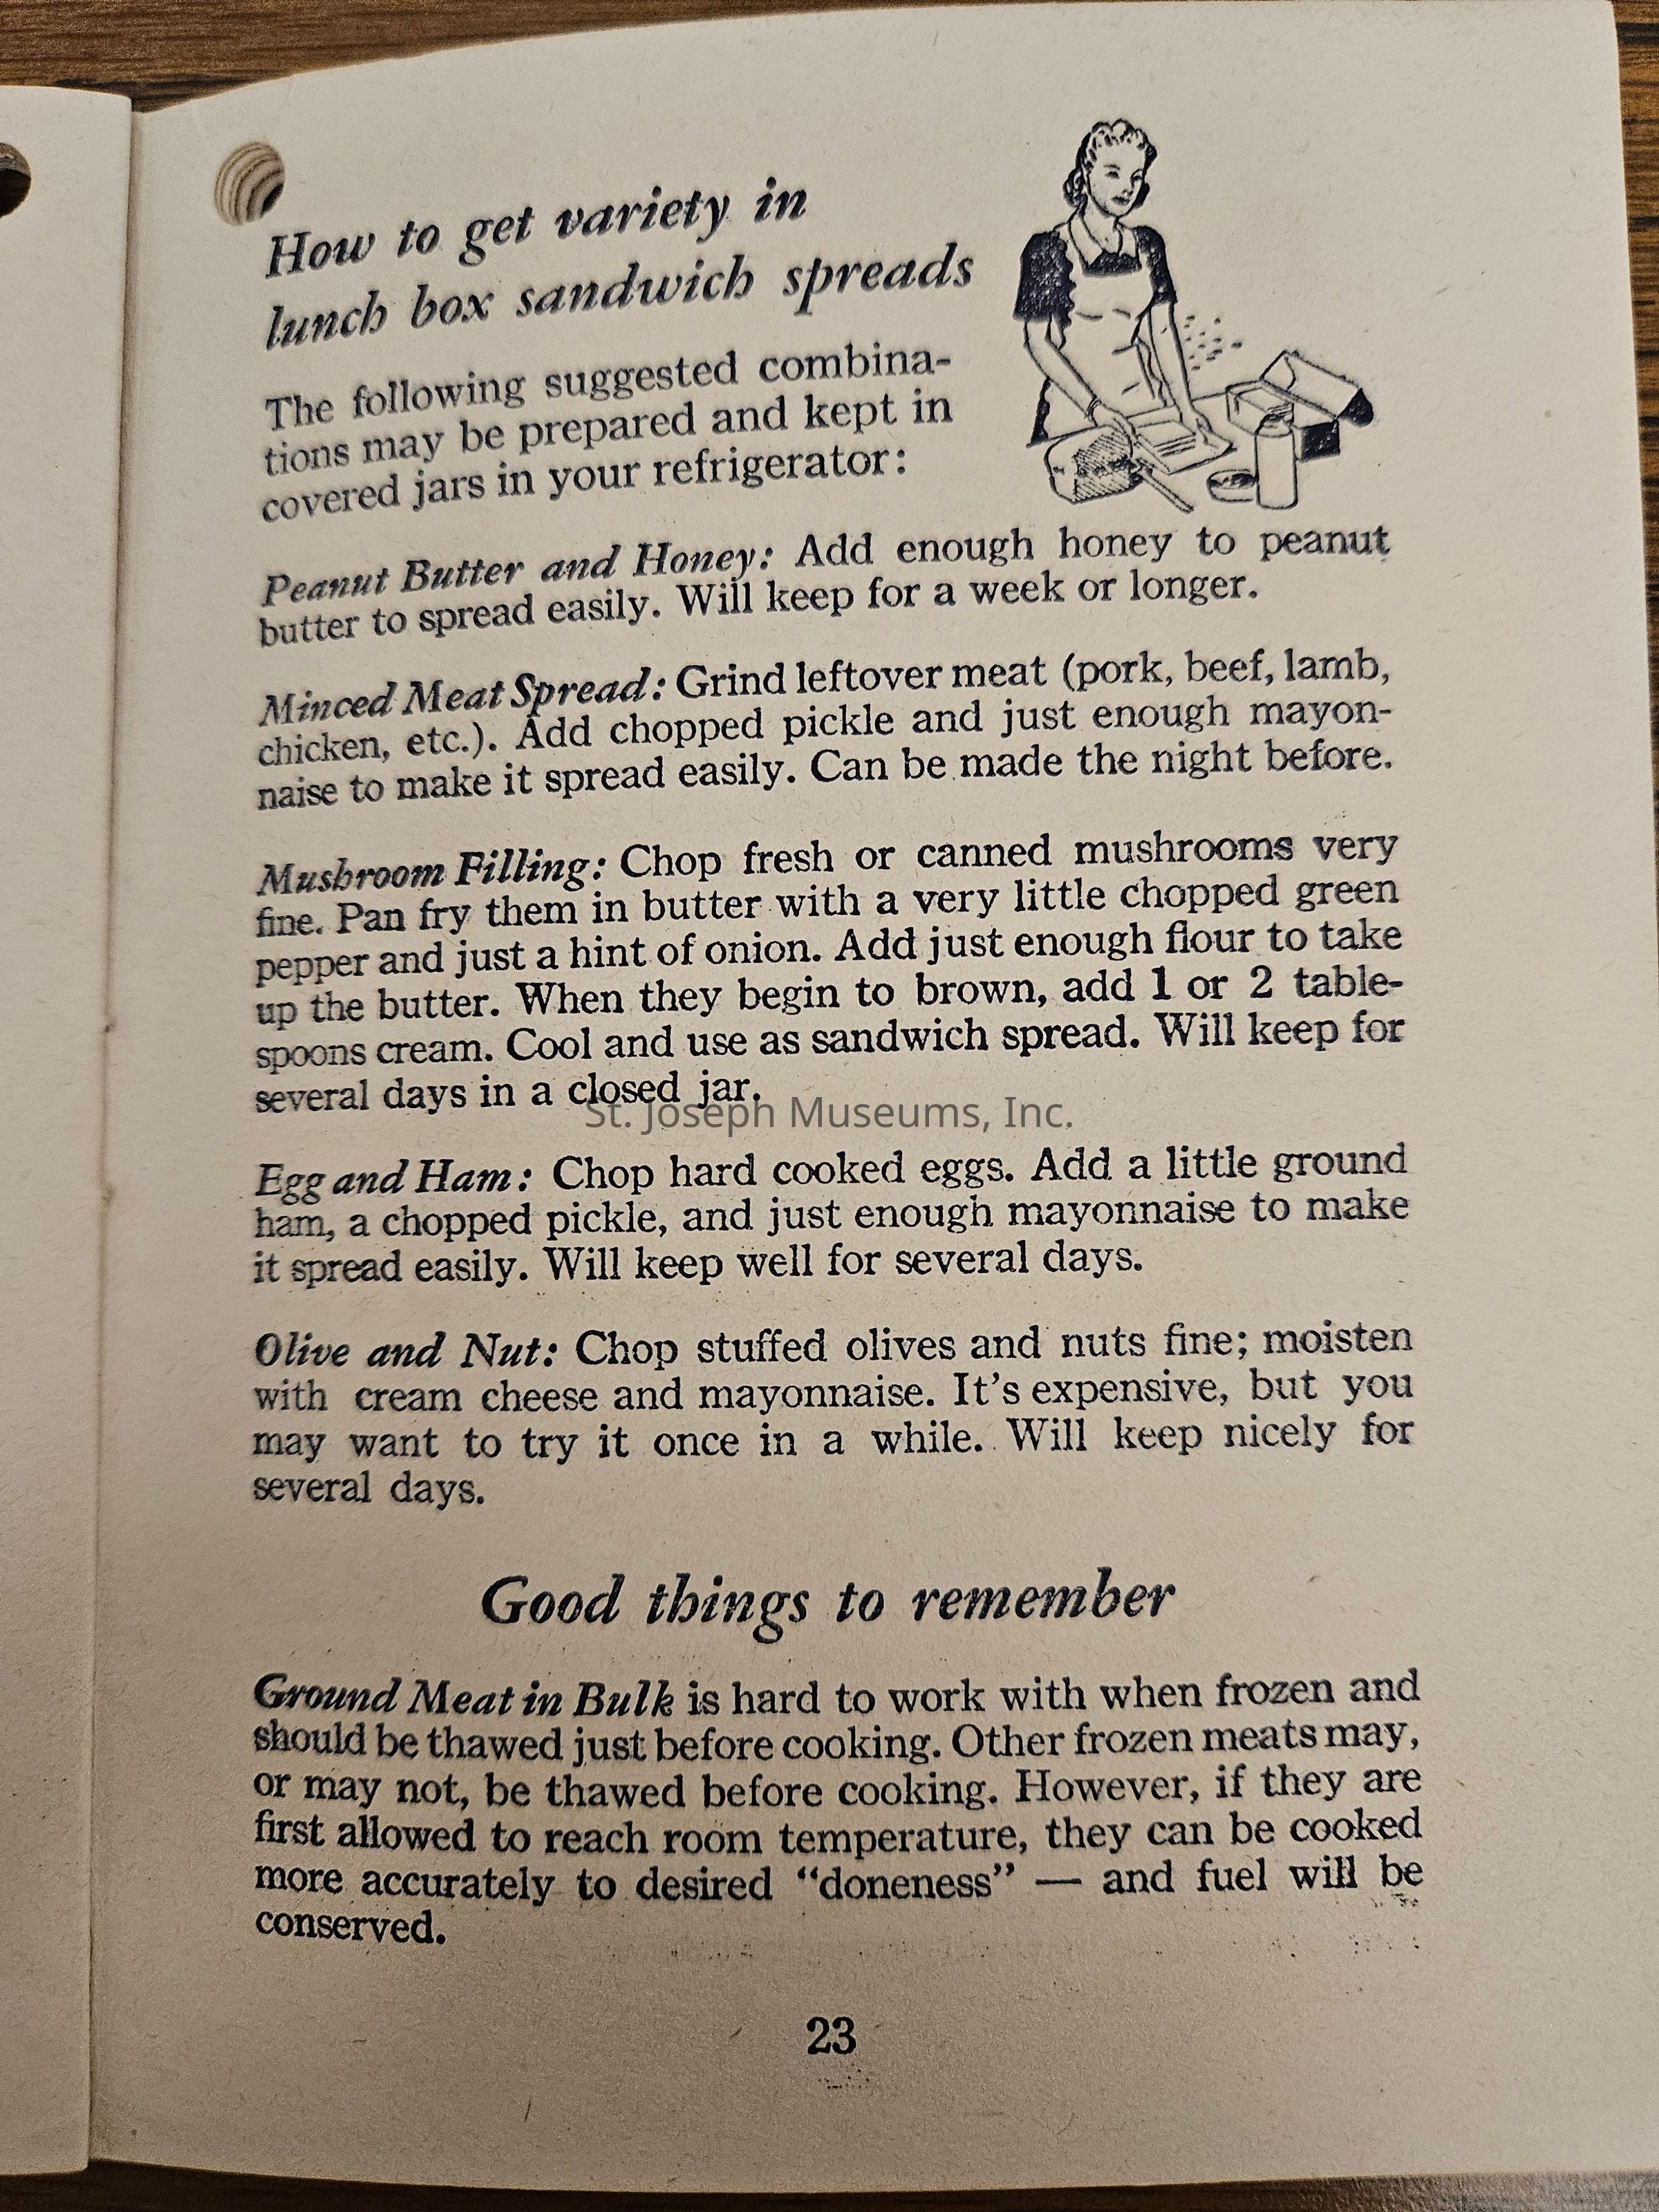 How to get variety in
lunch box sandwich spreads
The following suggested combina-
tions may be prepared and kept in
covered jars in your refrigerator:
Peanut Butter and Honey: Add enough honey to peanut
butter to spread easily. Will keep for a week or longer.
Minced Meat Spread: Grind leftover meat (pork, beef, lamb,
chicken, etc.). Add chopped pickle and just enough mayon-
naise to make it spread easily. Can be made the night before.
Mushroom Filling: Chop fresh or canned mushrooms very
fine. Pan fry them in butter with a very little chopped green
pepper and just a hint of onion. Add just enough flour to take
up the butter. When they begin to brown, add 1 or 2 table-
spoons cream. Cool and use as sandwich spread. Will keep for
several days in a closed jar.
St. Joseph Museums, Inc.
Egg and Ham: Chop hard cooked eggs. Add a little ground
ham, a chopped pickle, and just enough mayonnaise to make
it spread easily. Will keep well for several days.
Olive and Nut: Chop stuffed olives and nuts fine; moisten
with cream cheese and mayonnaise. It's expensive, but you
may want to try it once in a while. Will keep nicely for
several days.
Good things to remember
Ground Meat in Bulk is hard to work with when frozen and
should be thawed just before cooking. Other frozen meats may,
or may not, be thawed before cooking. However, if they are
first allowed to reach room temperature, they can be cooked
more accurately to desired “doneness” — and fuel will be
conserved.
23